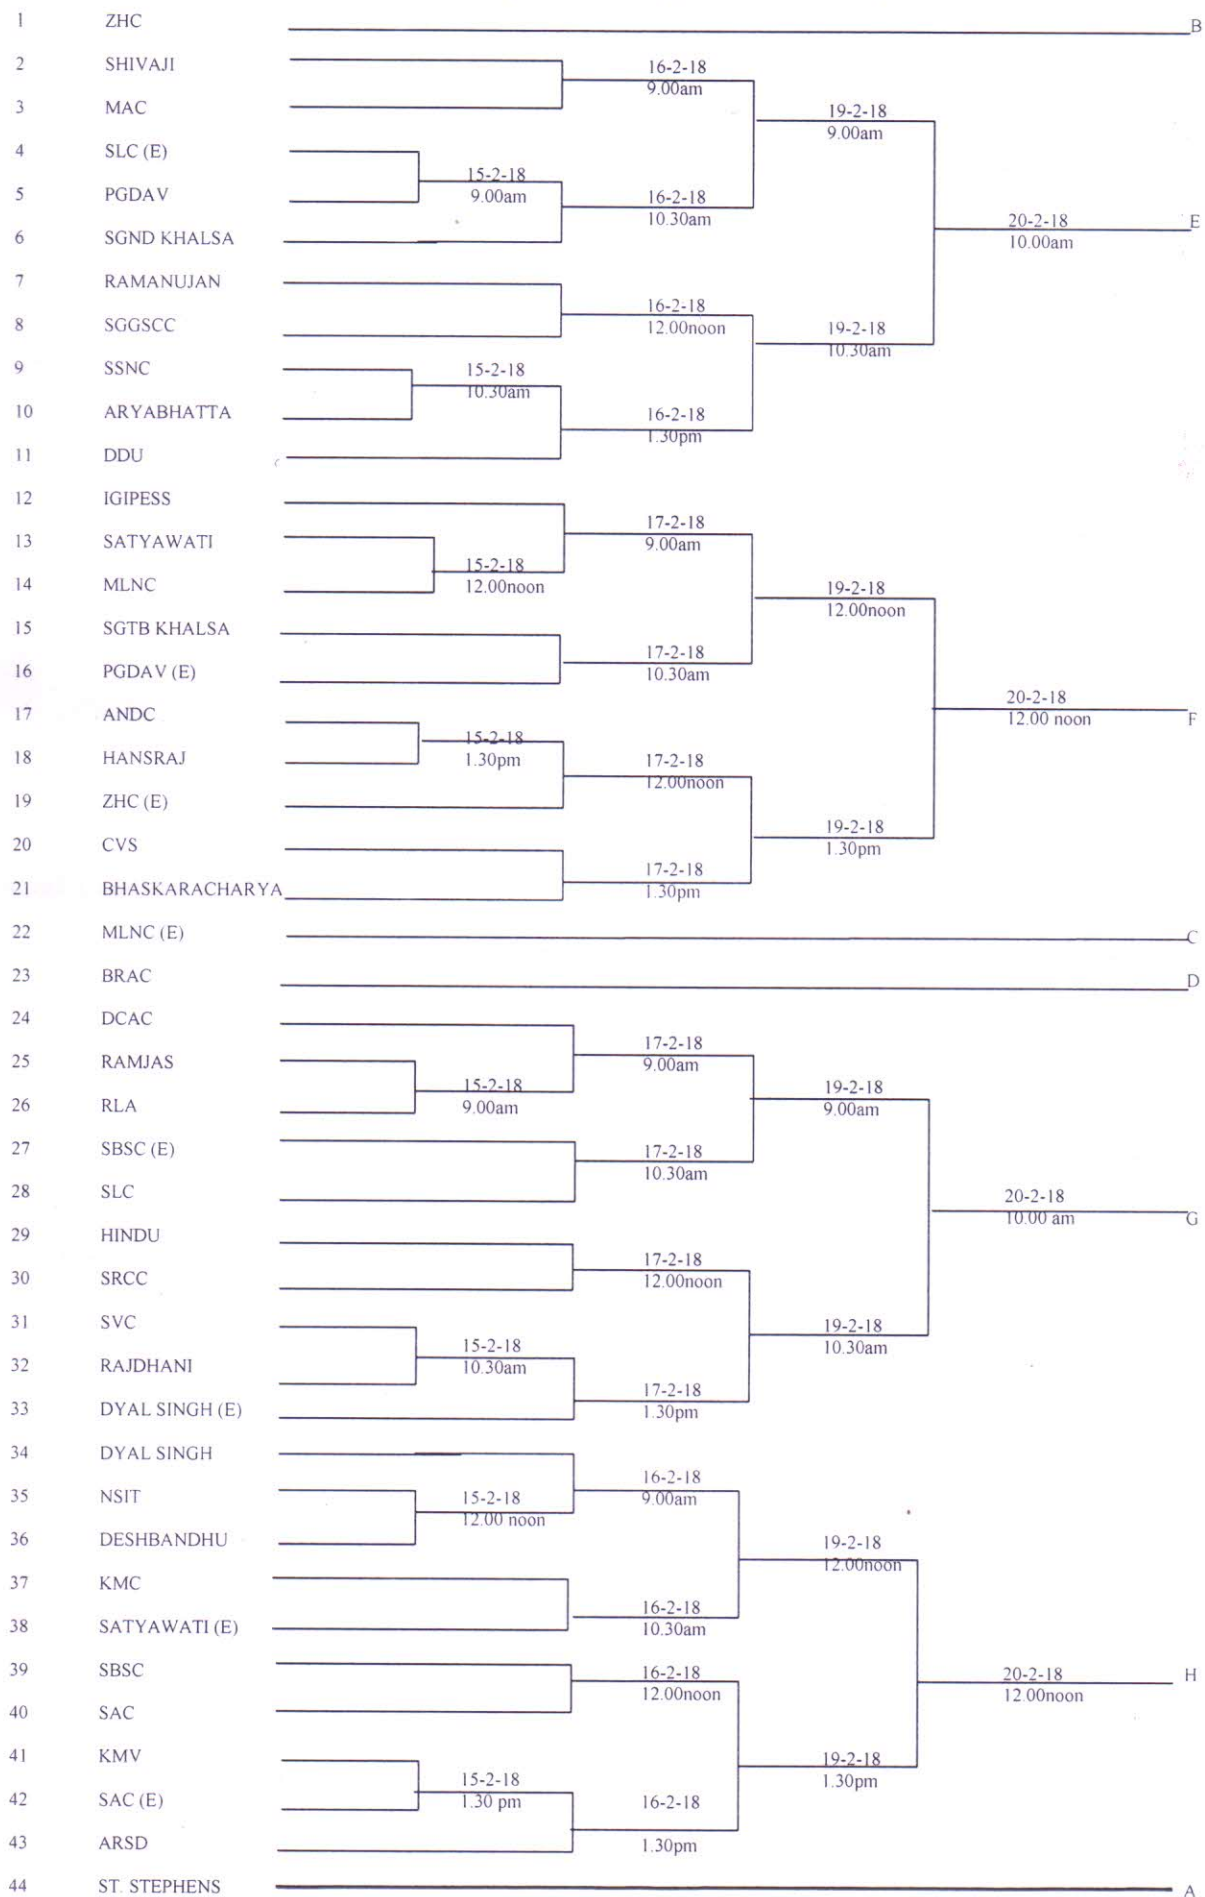 1 ZHC B
2 SHIVAJI 16-2-18
9.00am
3 MAC 19-2-18
9.00am
4 SLC (E)
15-2-18
5 PGDAV 9.00am 16-2-18
10.30am 20-2-18 E
6 SGND KHALSA 10.00am
7 RAMANUJAN
16-2-18
8 SGGSCC 12.00noon 19-2-18
10.30am
9 SSNC 15-2-18
10.30am
10 ARYABHATTA 16-2-18
1.30pm
11 DDU
12 IGIPESS
17-2-18
13 SATYAWATI 9.00am
15-2-18
14 MLNC 12.00noon 19-2-18
12.00noon
15 SGTB KHALSA
17-2-18
16 PGDAV (E) 10.30am
20-2-18
17 ANDC 12.00 noon F
15-2-18
18 HANSRAJ 1.30pm 17-2-18
12.00noon
19 ZHC (E)
19-2-18
20 CVS 1.30pm
17-2-18
21 BHASKARACHARYA 1.30pm
22 MLNC (E) C
23 BRAC D
24 DCAC
17-2-18
25 RAMJAS 9.00am
15-2-18 19-2-18
26 RLA 9.00am 9.00am
27 SBSC (E) 17-2-18
10.30am
28 SLC 20-2-18
10.00 am G
29 HINDU
17-2-18
30 SRCC 12.00noon
31 SVC 19-2-18
15-2-18 10.30am
32 RAJDHANI 10.30am
17-2-18
33 DYAL SINGH (E) 1.30pm
34 DYAL SINGH
16-2-18
35 NSIT 15-2-18 9.00am
12.00 noon
36 DESHBANDHU 19-2-18
12.00noon
37 KMC
16-2-18
38 SATYAWATI (E) 10.30am
39 SBSC 16-2-18 20-2-18 H
12.00noon 12.00noon
40 SAC
41 KMV 19-2-18
15-2-18 1.30pm
42 SAC (E) 1.30 pm 16-2-18
43 ARSD 1.30pm
44 ST. STEPHENS A